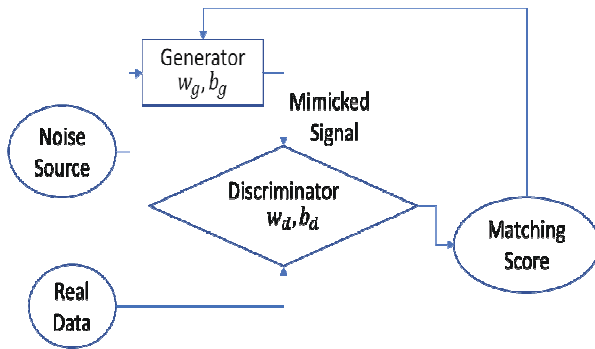 Generator
w_g, b_g
Mimicked
Signal
Noise
Source
Discriminator
w_d, b_d
Matching
Score
Real
Data